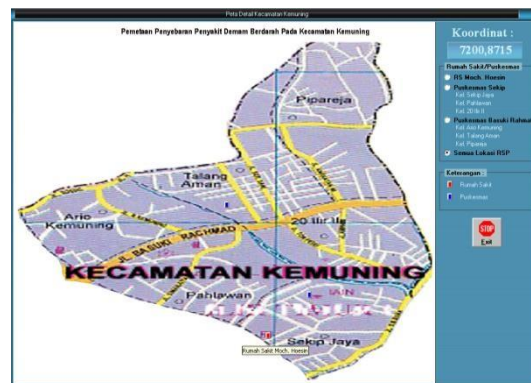 Peta Detail Kecamatan Kemuning
Pemetaan Penyebaran Penyakit Demam Berdarah Pada Kecamatan Kemuning
Pipareja
Talang
Aman
Ario
Kemuning
20 Ilir II
JL BASUKI RACHMAD
KECAMATAN KEMUNING
Pahlawan
IAIN
Sekip Jaya
Rumah Sakit Moch. Hoesin
Koordinat :
7200,8715
Rumah Sakit/Puskesmas
RS Moch. Hoesin
Puskesmas Sekip
Kel. Sekip Jaya
Kel. Pahlawan
Kel. 20 Ilir II
Puskesmas Basuki Rahmat
Kel. Ario Kemuning
Kel. Talang Aman
Kel. Pipareja
Semua Lokasi RSP
Keterangan :
Rumah Sakit
Puskesmas
STOP
Exit